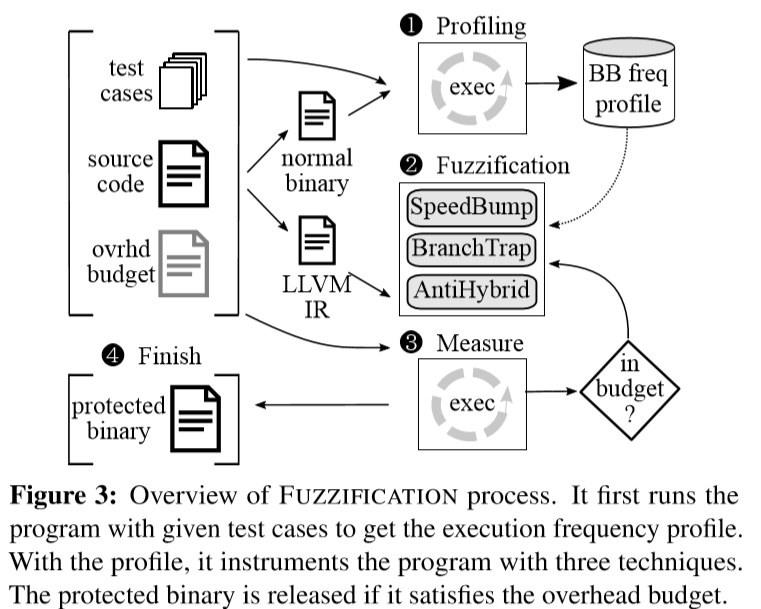 ❶ Profiling
test
cases
exec
BB freq
profile
source
code
normal
binary
❷ Fuzzification
SpeedBump
BranchTrap
AntiHybrid
ovrhd
budget
LLVM
IR
❸ Measure
exec
in
budget
?
❹ Finish
protected
binary
Figure 3: Overview of FUZZIFICATION process. It first runs the
program with given test cases to get the execution frequency profile.
With the profile, it instruments the program with three techniques.
The protected binary is released if it satisfies the overhead budget.